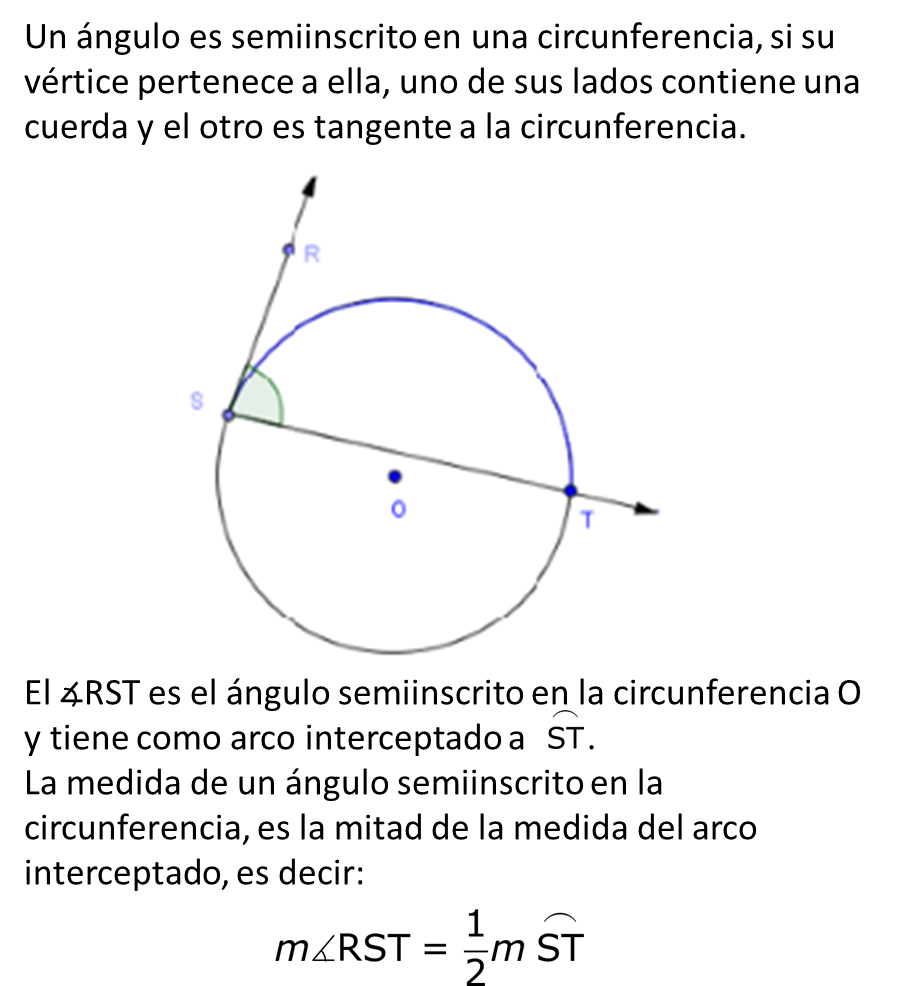 Un ángulo es semiinscrito en una circunferencia, si su
vértice pertenece a ella, uno de sus lados contiene una
cuerda y el otro es tangente a la circunferencia.
R
S
O
T
El ∡RST es el ángulo semiinscrito en la circunferencia O
y tiene como arco interceptado a S͡T.
La medida de un ángulo semiinscrito en la
circunferencia, es la mitad de la medida del arco
interceptado, es decir:
m∡RST = 1/2 m S͡T